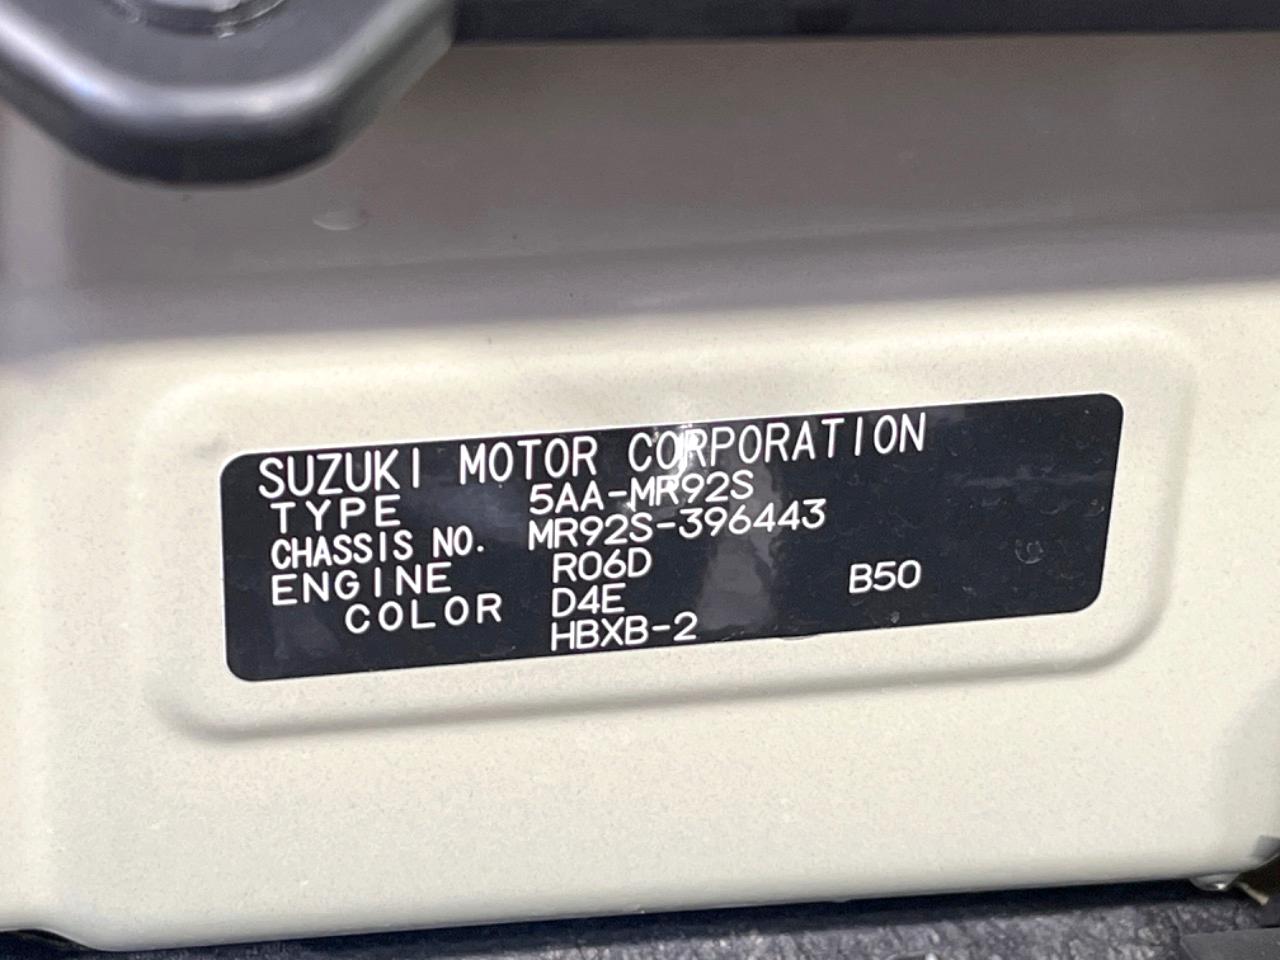 SUZUKI MOTOR CORPORATION
TYPE 5AA-MR92S
CHASSIS NO. MR92S-396443
ENGINE R06D
COLOR D4E B50
HBXB-2